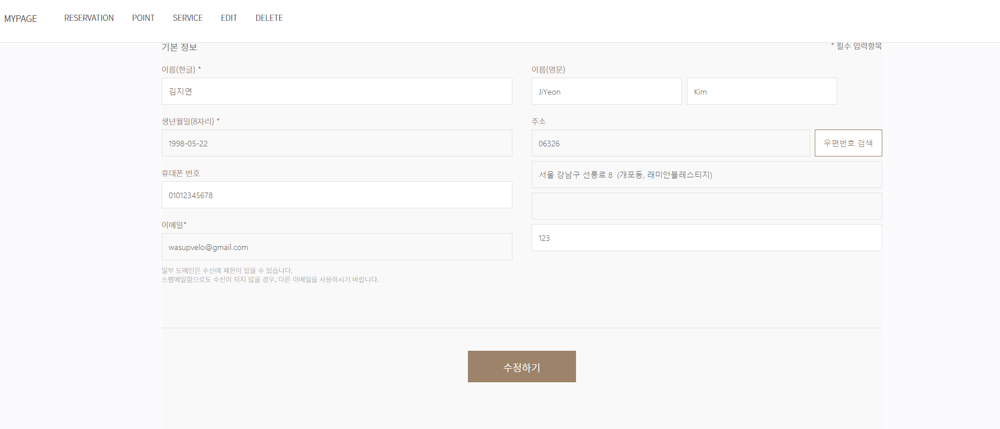 MYPAGE RESERVATION POINT SERVICE EDIT DELETE
기본 정보
* 필수 입력항목
이름(한글) *
김지연
생년월일(8자리) *
1998-05-22
휴대폰 번호
01012345678
이메일*
wasupvelo@gmail.com
일부 도메인은 수신에 제한이 있을 수 있습니다.
스팸메일함으로도 수신이 되지 않을 경우, 다른 이메일을 사용하시기 바랍니다.
이름(영문)
JiYeon Kim
주소
06326 우편번호 검색
서울 강남구 선릉로 8 (개포동, 래미안블레스티지)
123
수정하기